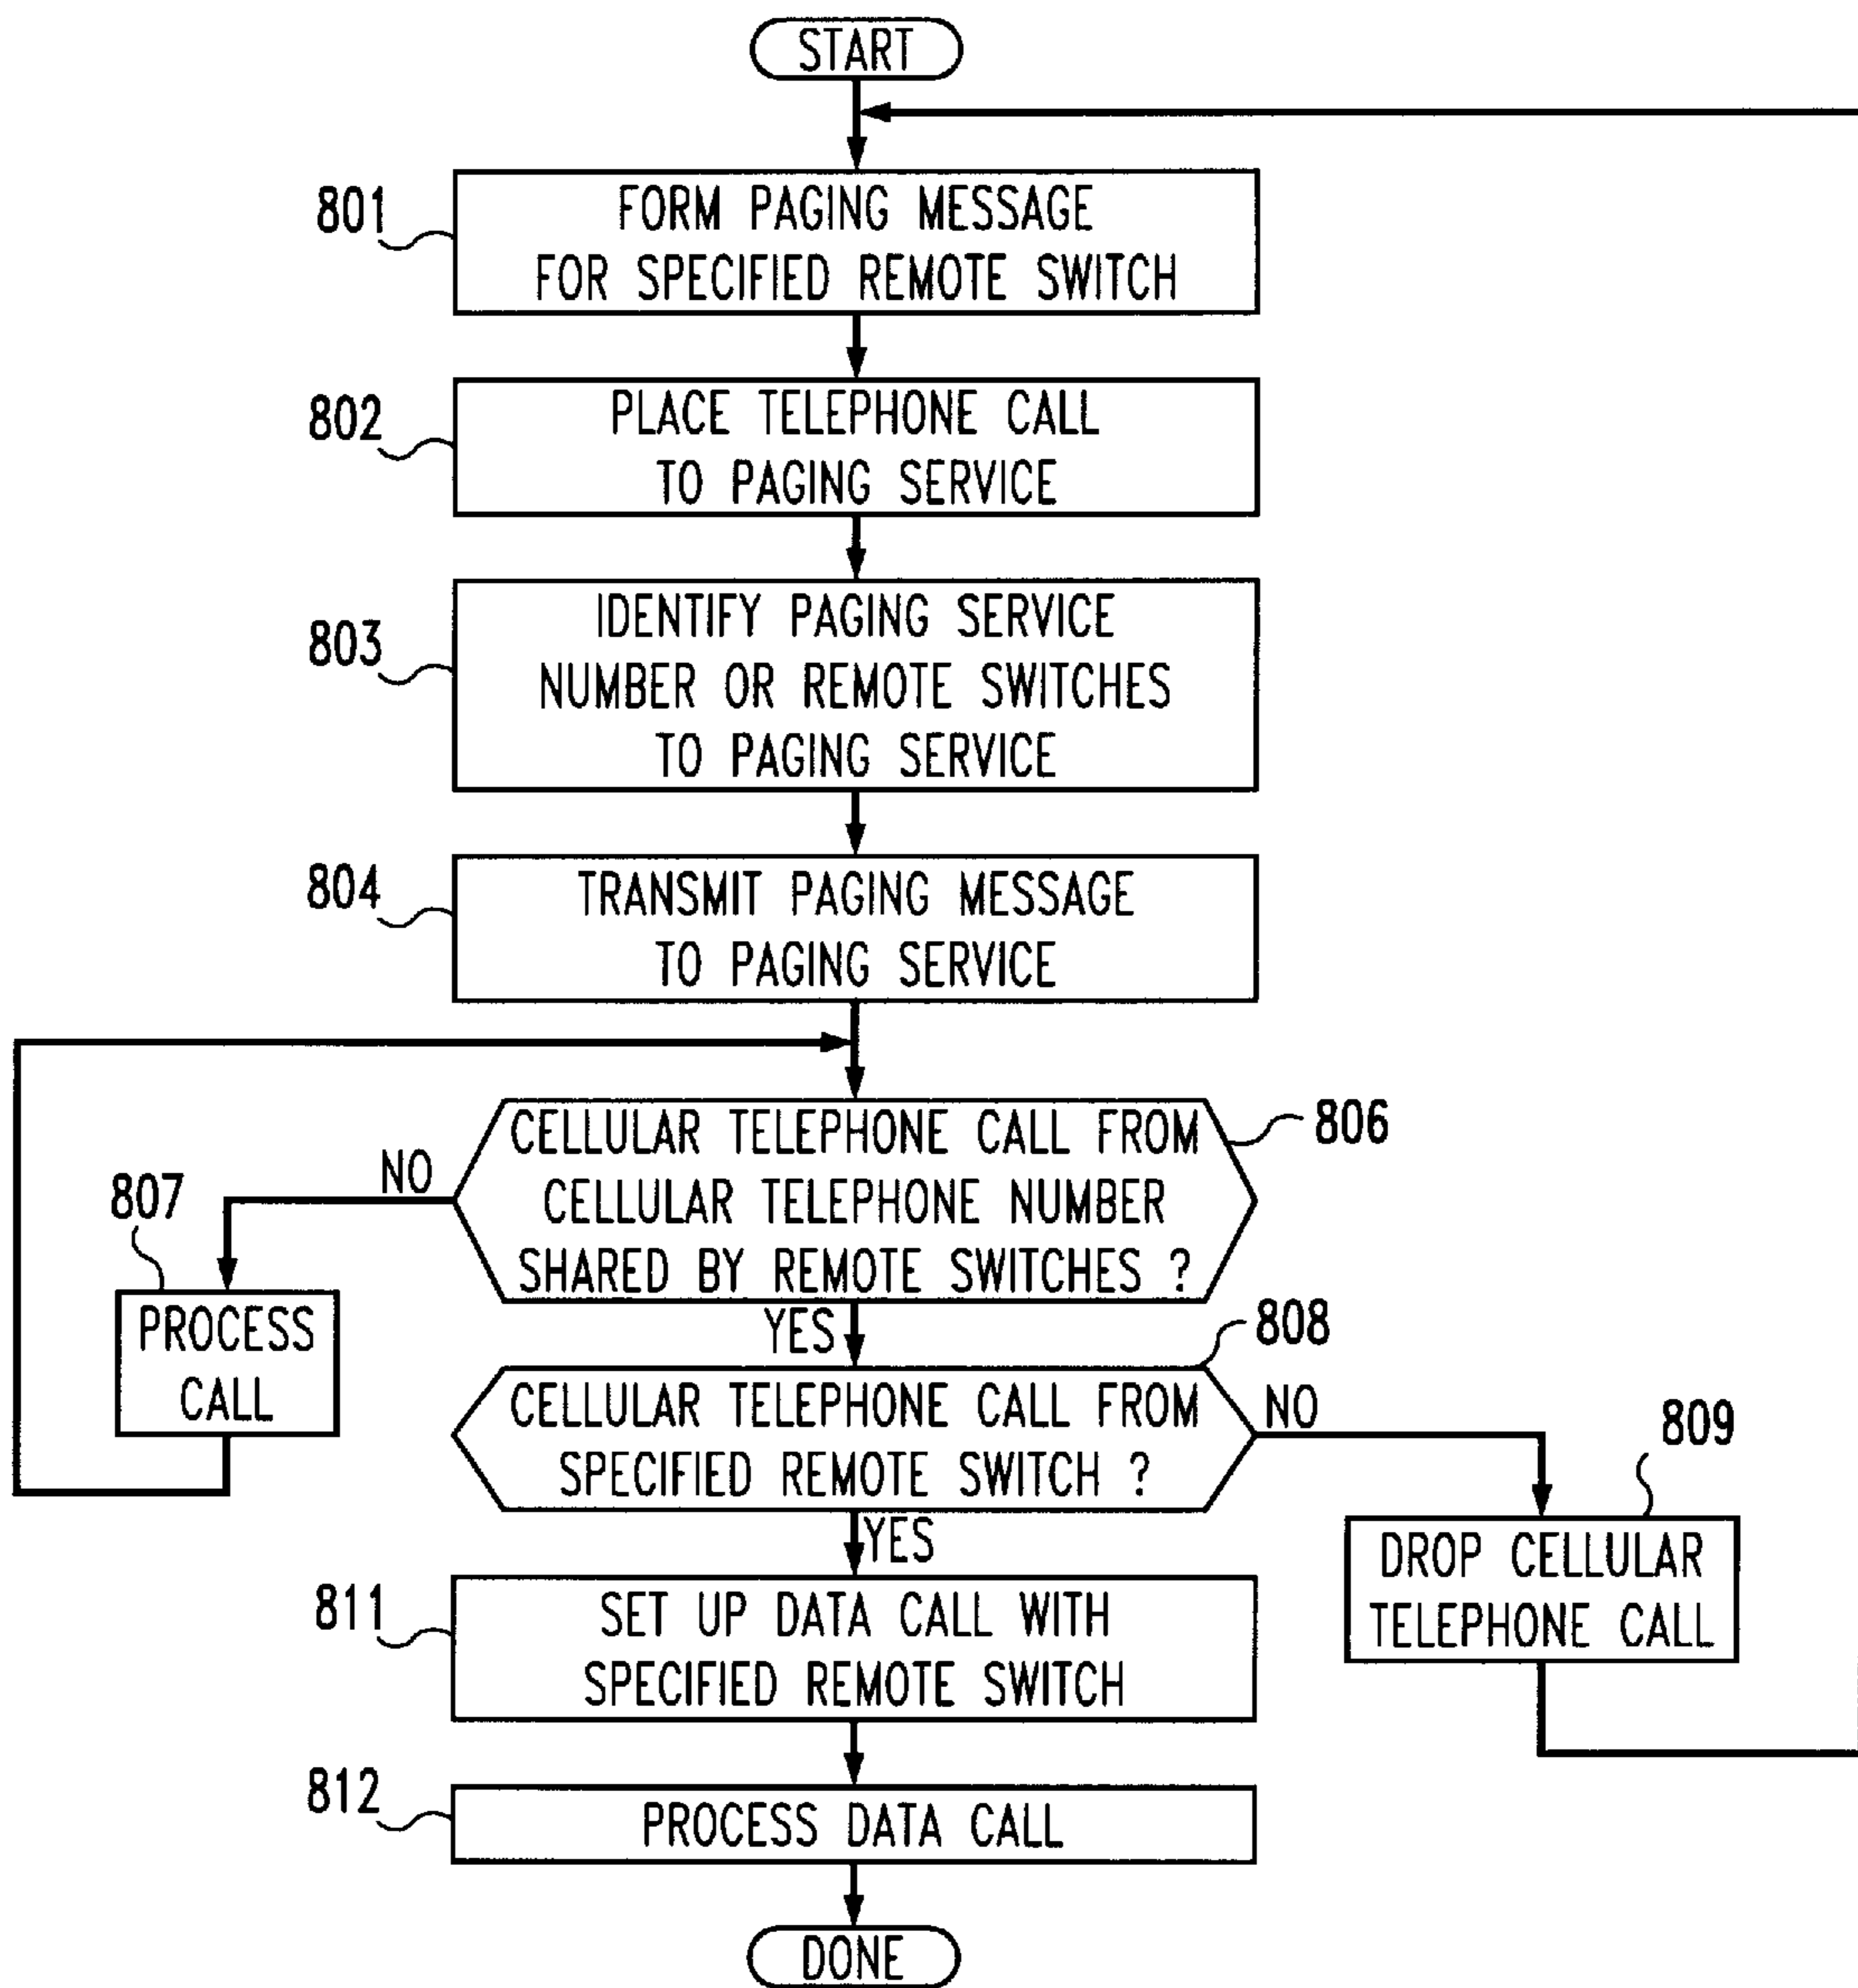 START
801
FORM PAGING MESSAGE
FOR SPECIFIED REMOTE SWITCH
802
PLACE TELEPHONE CALL
TO PAGING SERVICE
803
IDENTIFY PAGING SERVICE
NUMBER OR REMOTE SWITCHES
TO PAGING SERVICE
804
TRANSMIT PAGING MESSAGE
TO PAGING SERVICE
806
CELLULAR TELEPHONE CALL FROM
CELLULAR TELEPHONE NUMBER
SHARED BY REMOTE SWITCHES ?
NO
807
PROCESS
CALL
YES
808
CELLULAR TELEPHONE CALL FROM
SPECIFIED REMOTE SWITCH ?
NO
809
DROP CELLULAR
TELEPHONE CALL
YES
811
SET UP DATA CALL WITH
SPECIFIED REMOTE SWITCH
812
PROCESS DATA CALL
DONE